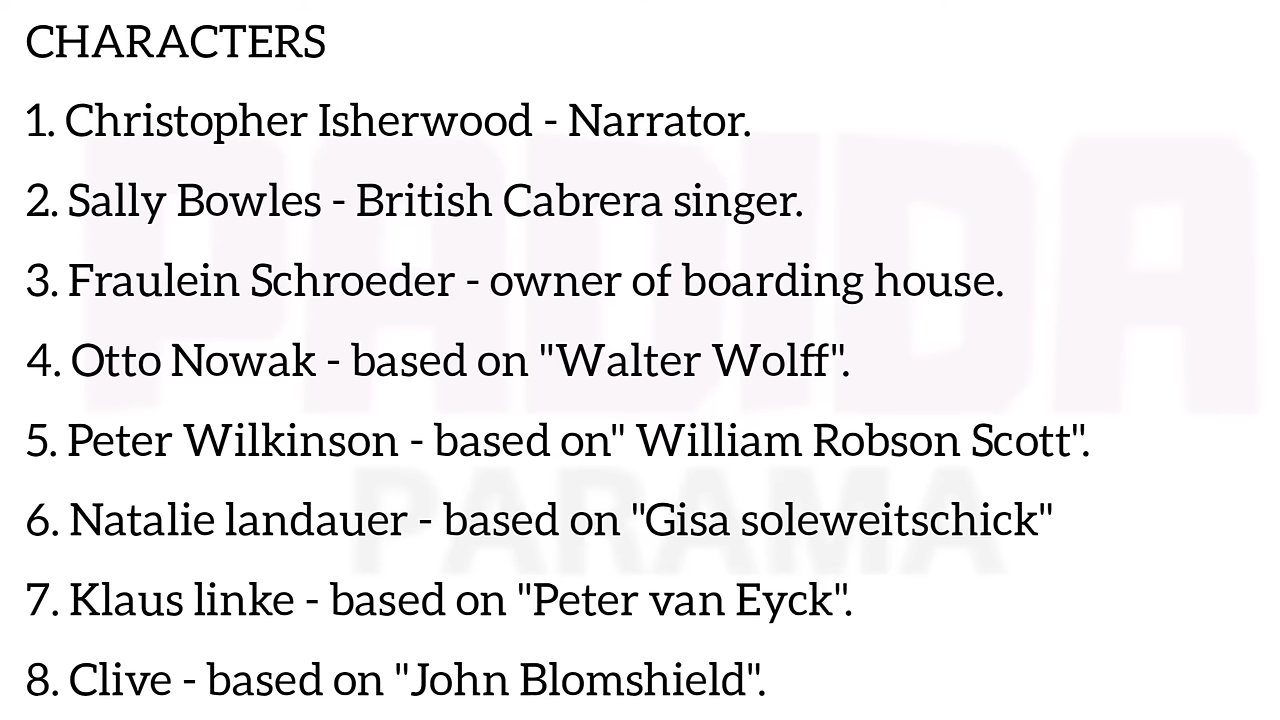 CHARACTERS
1. Christopher Isherwood - Narrator.
2. Sally Bowles - British Cabrera singer.
3. Fraulein Schroeder - owner of boarding house.
4. Otto Nowak - based on "Walter Wolff".
5. Peter Wilkinson - based on" William Robson Scott".
6. Natalie landauer - based on "Gisa soleweitschick"
7. Klaus linke - based on "Peter van Eyck".
8. Clive - based on "John Blomshield".
PADIDA
PARAMA